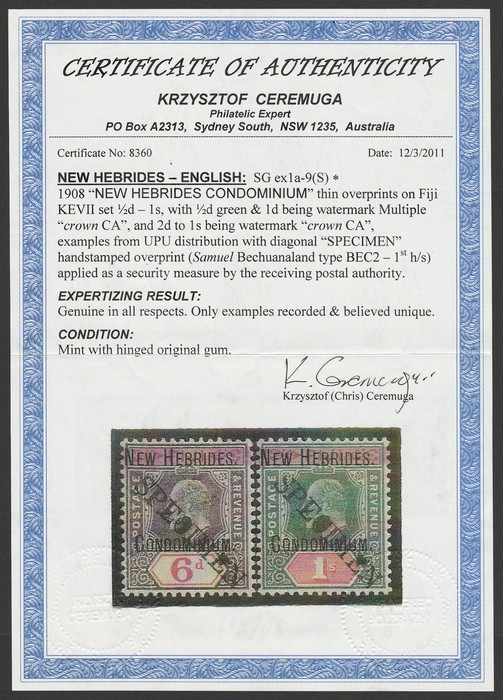 CERTIFICATE OF AUTHENTICITY
KRZYSZTOF CEREMUGA
Philatelic Expert
PO Box A2313, Sydney South, NSW 1235, Australia
Certificate No: 8360 Date: 12/3/2011
NEW HEBRIDES – ENGLISH: SG ex1a-9(S) *
1908 “NEW HEBRIDES CONDOMINIUM” thin overprints on Fiji
KEVII set ½d – 1s, with ½d green & 1d being watermark Multiple
“crown CA”, and 2d to 1s being watermark “crown CA”,
examples from UPU distribution with diagonal “SPECIMEN”
handstamped overprint (Samuel Bechuanaland type BEC2 – 1st h/s)
applied as a security measure by the receiving postal authority.
EXPERTIZING RESULT:
Genuine in all respects. Only examples recorded & believed unique.
CONDITION:
Mint with hinged original gum.
K. Ceremuga
Krzysztof (Chris) Ceremuga
NEW HEBRIDES. NEW HEBRIDES.
POSTAGE & REVENUE POSTAGE & REVENUE
SPECIMEN SPECIMEN
CONDOMINIUM CONDOMINIUM
6d 1s